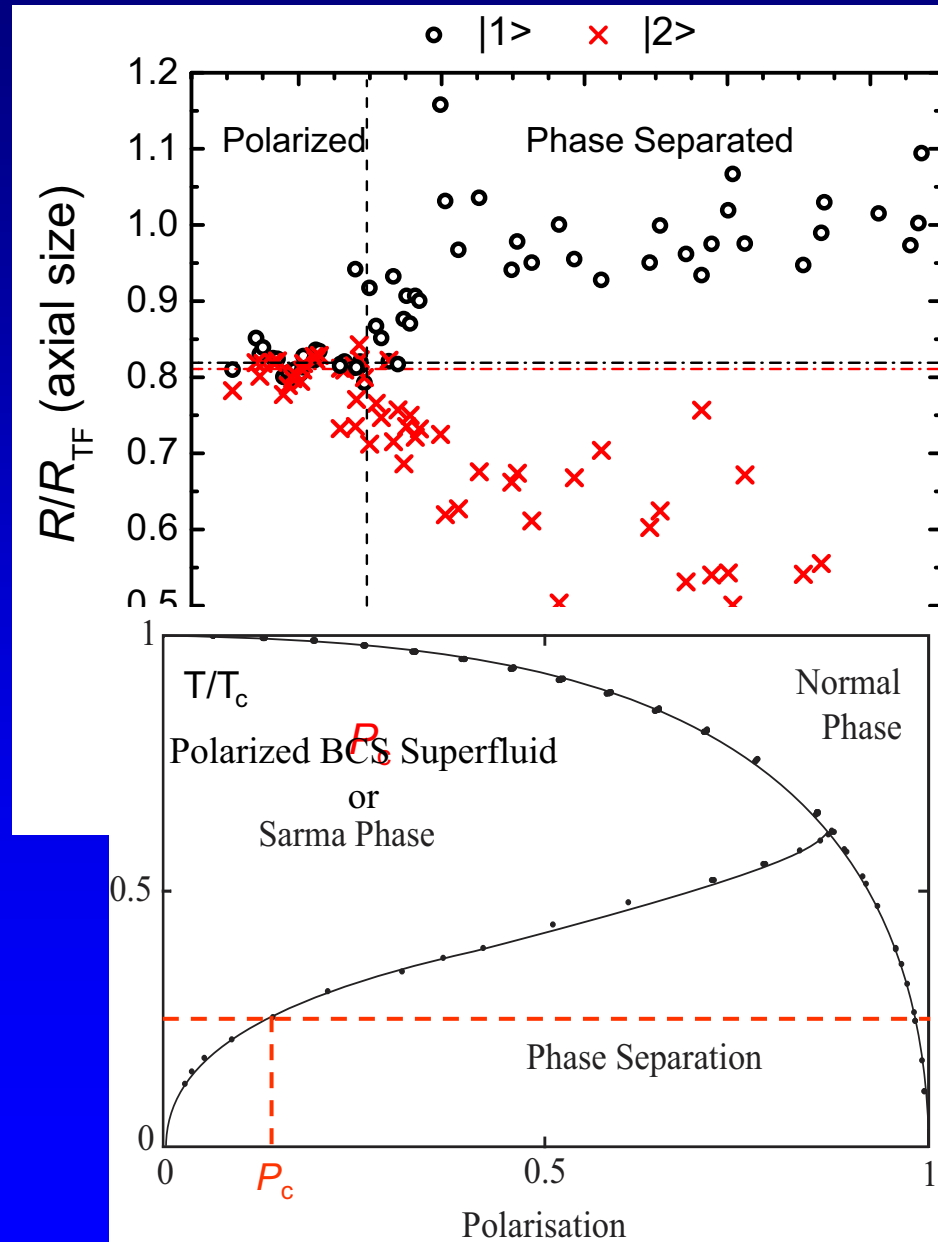 |1> |2>
1.2
Polarized Phase Separated
1.1
1.0
R/R_TF (axial size)
0.9
0.8
0.7
0.6
0.5
1
T/T_c
Normal
Phase
P_c
Polarized BCS Superfluid
or
Sarma Phase
0.5
Phase Separation
0
0 P_c 0.5 1
Polarisation